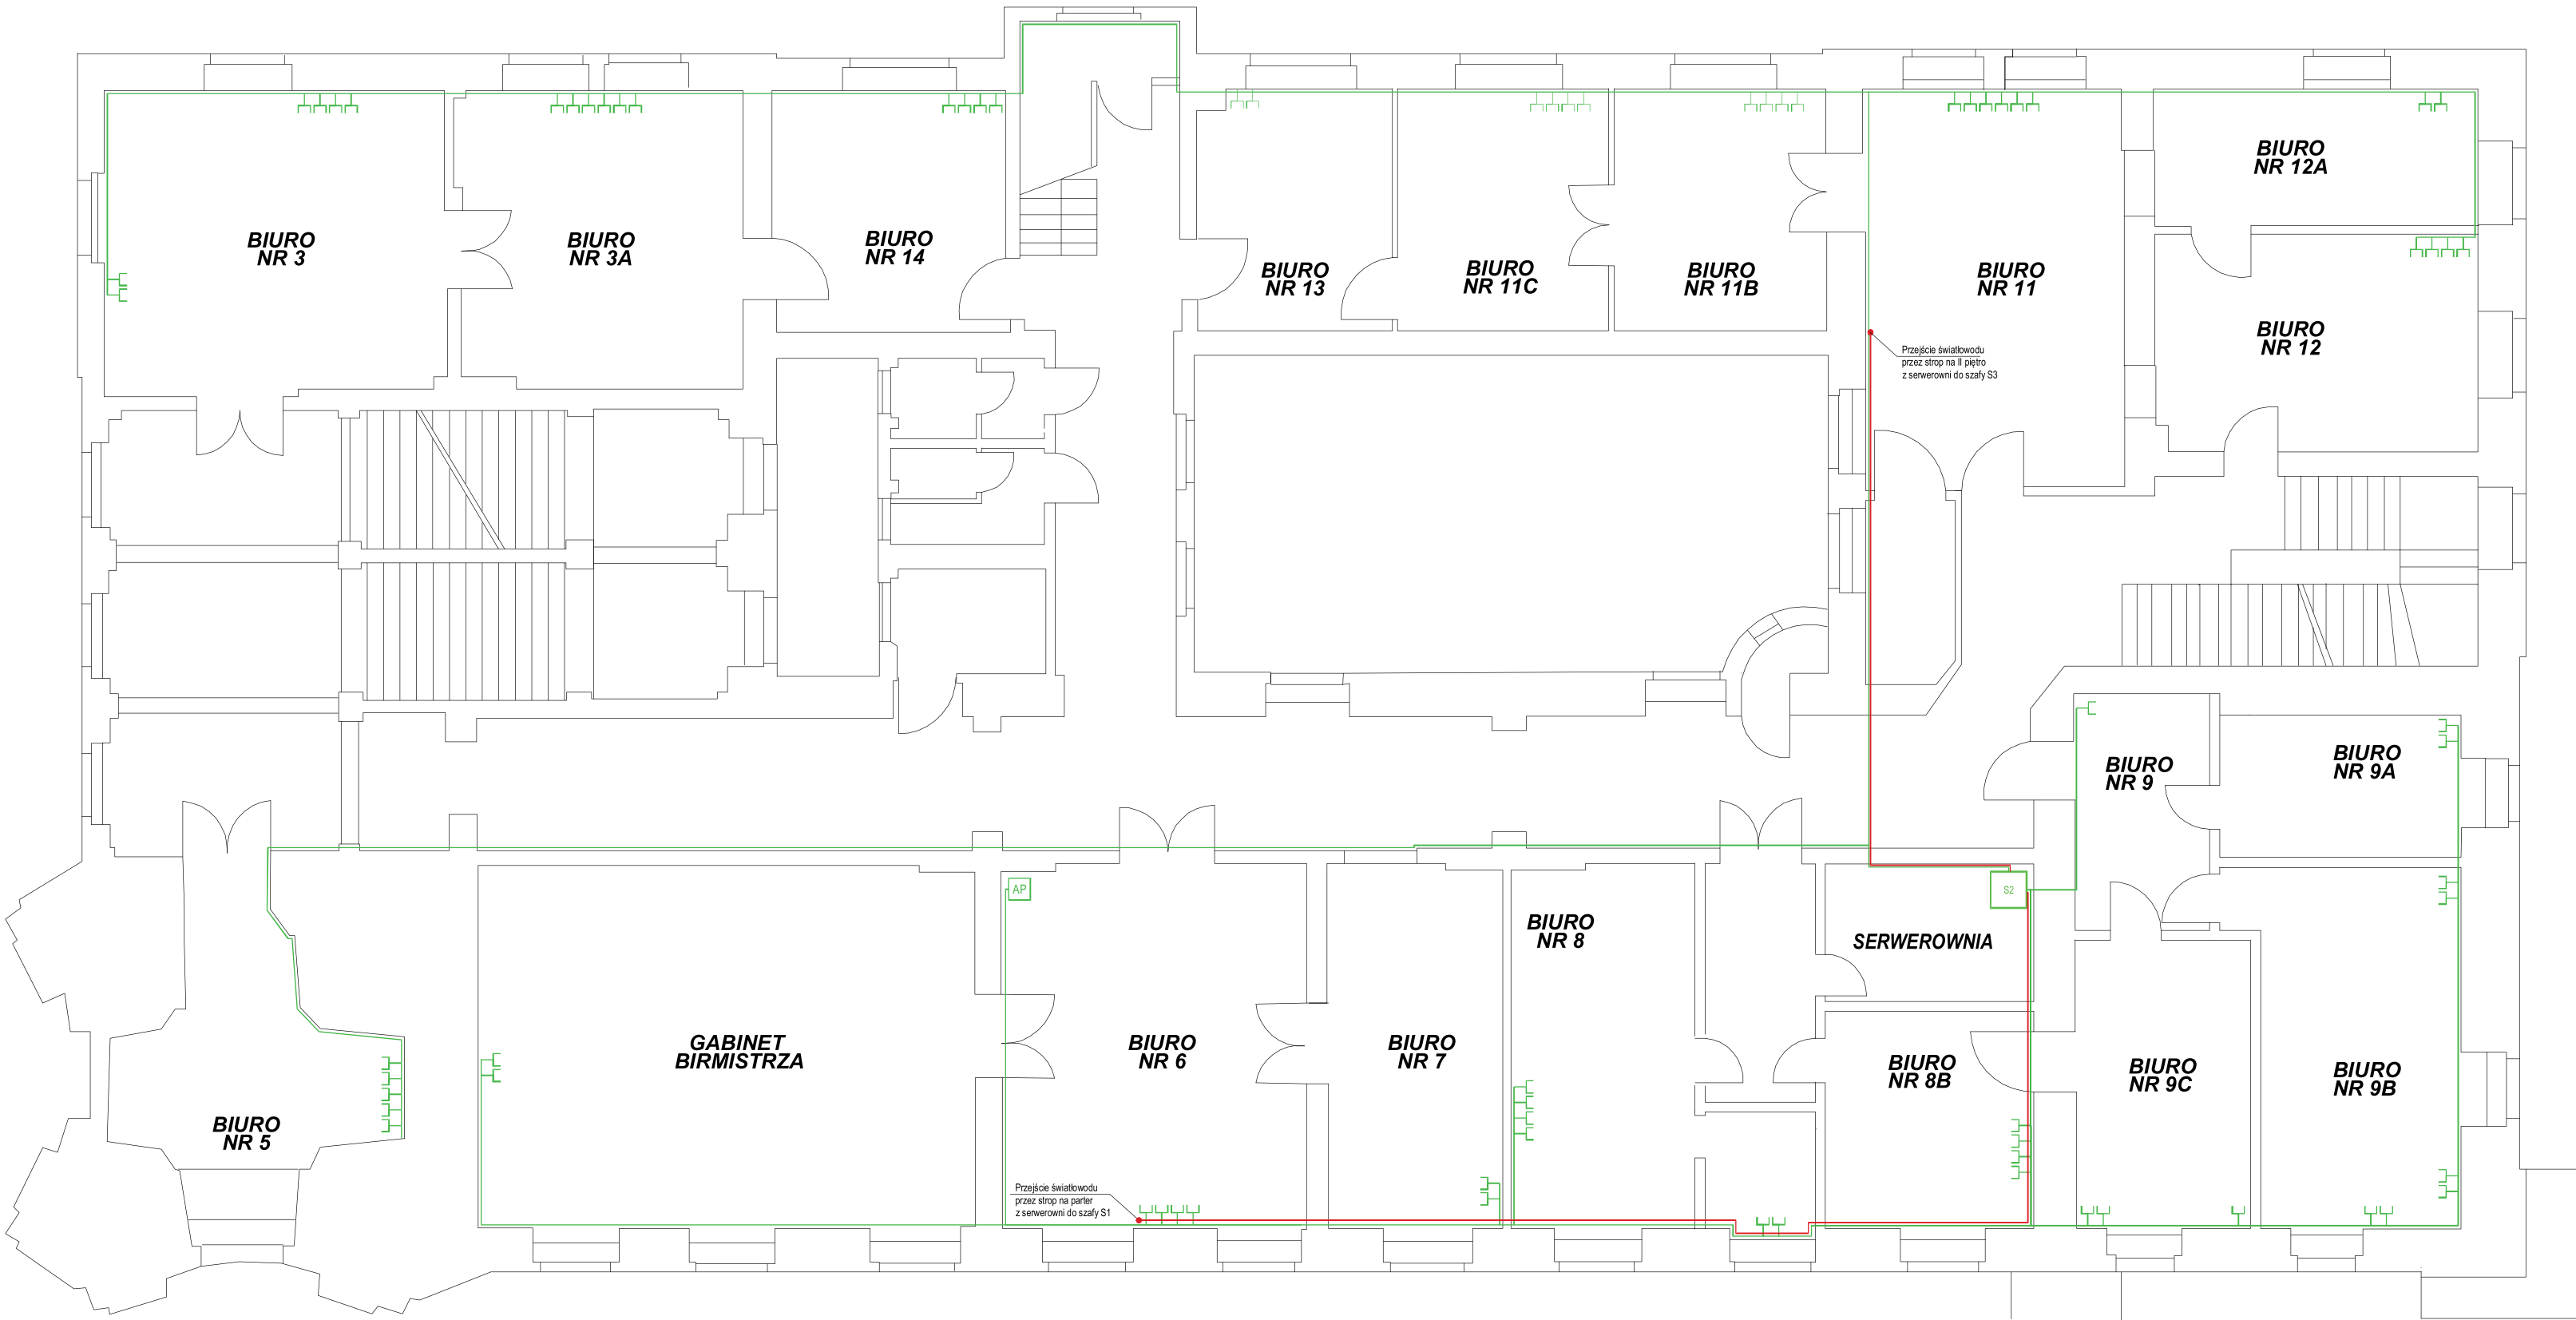 BIURO
NR 12A
BIURO
NR 3
BIURO
NR 3A
BIURO
NR 14
BIURO
NR 13
BIURO
NR 11C
BIURO
NR 11B
BIURO
NR 11
BIURO
NR 12
Przejście światłowodu
przez strop na II piętro
z serwerowni do szafy S3
BIURO
NR 9
BIURO
NR 9A
AP
S2
BIURO
NR 8
SERWEROWNIA
GABINET
BIRMISTRZA
BIURO
NR 6
BIURO
NR 7
BIURO
NR 8B
BIURO
NR 9C
BIURO
NR 9B
BIURO
NR 5
Przejście światłowodu
przez strop na parter
z serwerowni do szafy S1